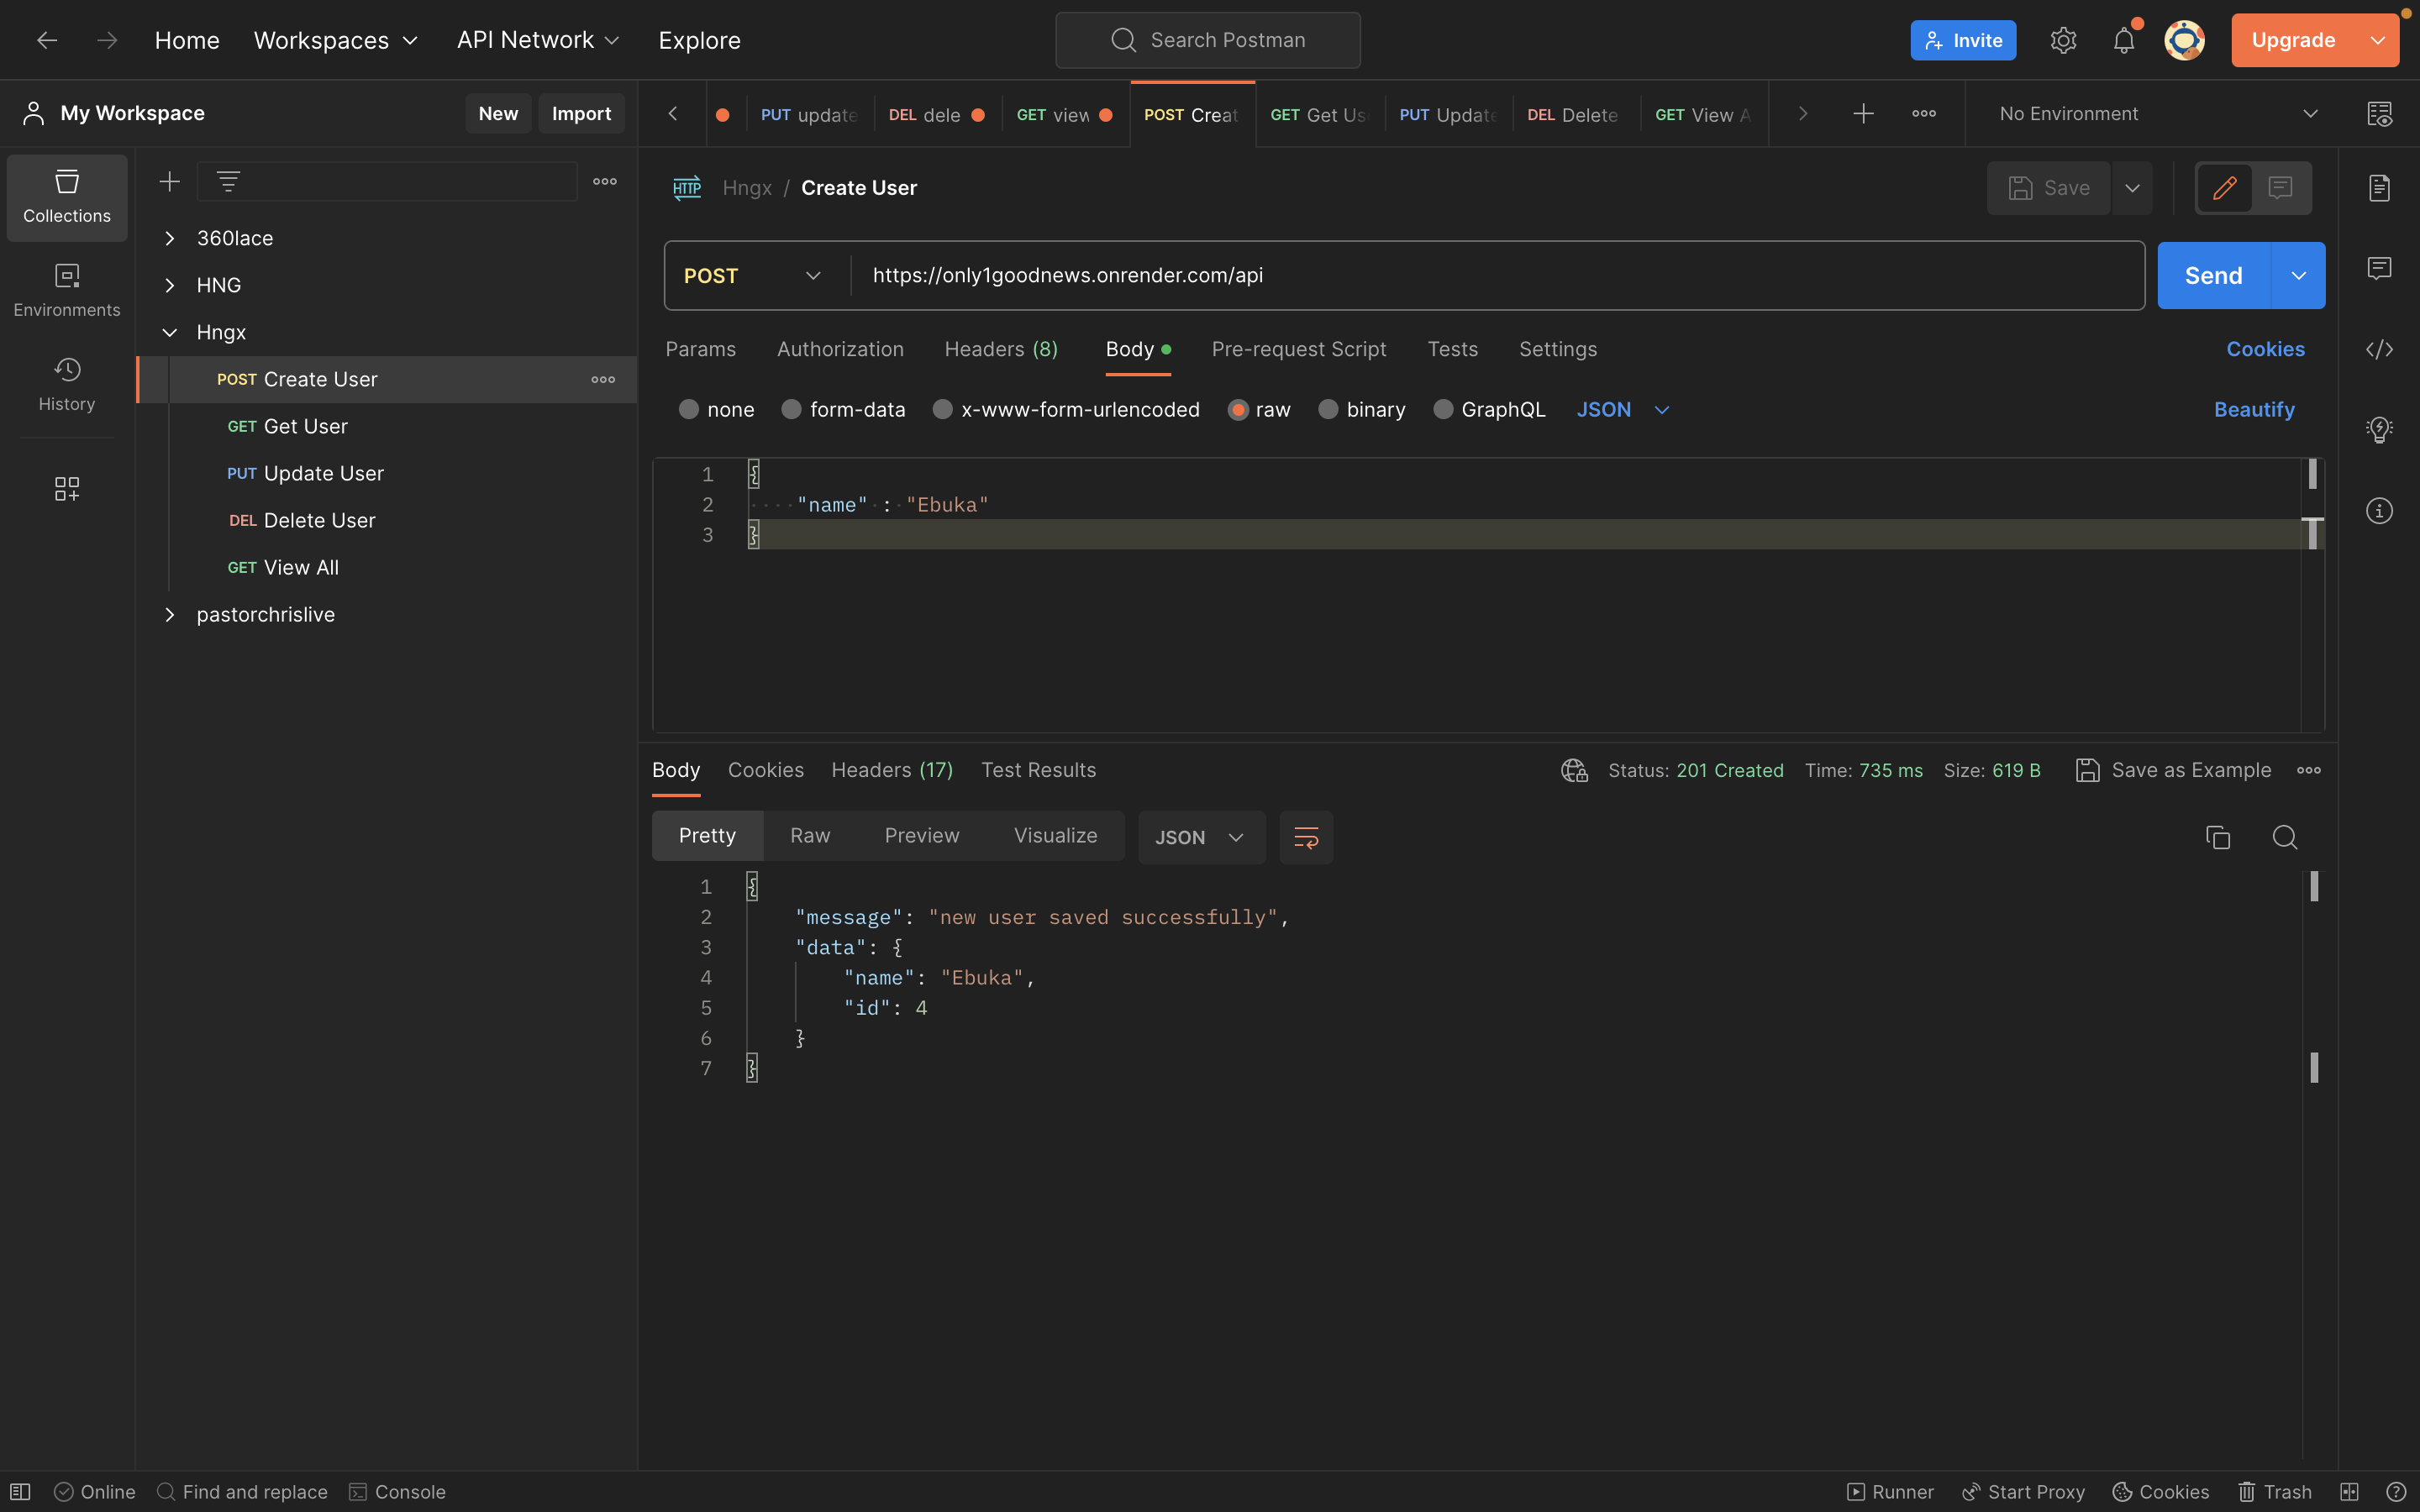 Home Workspaces API Network Explore Search Postman Invite Upgrade
My Workspace New Import
PUT update DEL dele GET view POST Creat GET Get Us PUT Update DEL Delete GET View A No Environment
Collections
Environments
History
360lace
HNG
Hngx
POST Create User
GET Get User
PUT Update User
DEL Delete User
GET View All
pastorchrislive
HTTP Hngx / Create User Save
POST https://only1goodnews.onrender.com/api Send
Params Authorization Headers (8) Body Pre-request Script Tests Settings Cookies
none form-data x-www-form-urlencoded raw binary GraphQL JSON Beautify
1 {
2 "name" : "Ebuka"
3 }
Body Cookies Headers (17) Test Results Status: 201 Created Time: 735 ms Size: 619 B Save as Example
Pretty Raw Preview Visualize JSON
1 {
2 "message": "new user saved successfully",
3 "data": {
4 "name": "Ebuka",
5 "id": 4
6 }
7 }
Online Find and replace Console Runner Start Proxy Cookies Trash